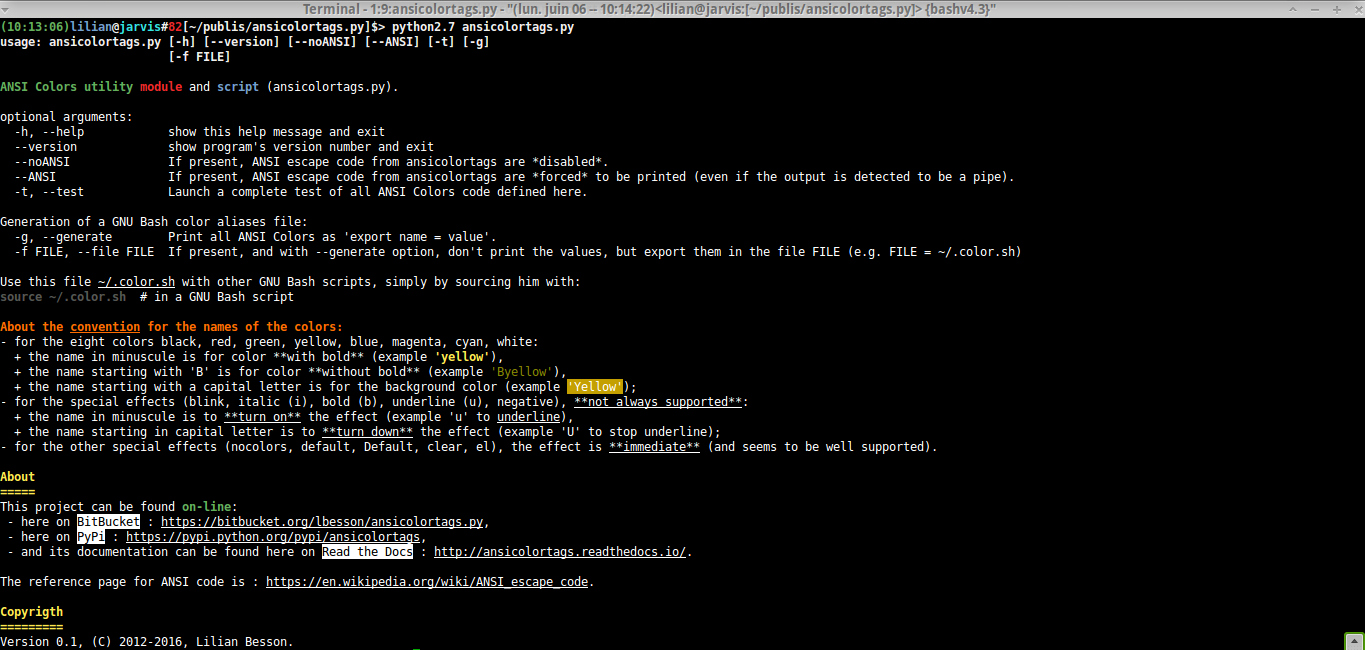 Terminal - 1:9:ansicolortags.py - "(lun. juin 06 -- 10:14:22)<lilian@jarvis:[~/publis/ansicolortags.py]> {bashv4.3}"
(10:13:06)lilian@jarvis#82[~/publis/ansicolortags.py]$> python2.7 ansicolortags.py
usage: ansicolortags.py [-h] [--version] [--noANSI] [--ANSI] [-t] [-g]
[-f FILE]
ANSI Colors utility module and script (ansicolortags.py).
optional arguments:
-h, --help show this help message and exit
--version show program's version number and exit
--noANSI If present, ANSI escape code from ansicolortags are *disabled*.
--ANSI If present, ANSI escape code from ansicolortags are *forced* to be printed (even if the output is detected to be a pipe).
-t, --test Launch a complete test of all ANSI Colors code defined here.
Generation of a GNU Bash color aliases file:
-g, --generate Print all ANSI Colors as 'export name = value'.
-f FILE, --file FILE If present, and with --generate option, don't print the values, but export them in the file FILE (e.g. FILE = ~/.color.sh)
Use this file ~/.color.sh with other GNU Bash scripts, simply by sourcing him with:
source ~/.color.sh # in a GNU Bash script
About the convention for the names of the colors:
- for the eight colors black, red, green, yellow, blue, magenta, cyan, white:
+ the name in minuscule is for color **with bold** (example 'yellow'),
+ the name starting with 'B' is for color **without bold** (example 'Byellow'),
+ the name starting with a capital letter is for the background color (example 'Yellow');
- for the special effects (blink, italic (i), bold (b), underline (u), negative), **not always supported**:
+ the name in minuscule is to **turn on** the effect (example 'u' to underline),
+ the name starting in capital letter is to **turn down** the effect (example 'U' to stop underline);
- for the other special effects (nocolors, default, Default, clear, el), the effect is **immediate** (and seems to be well supported).
About
=====
This project can be found on-line:
- here on BitBucket : https://bitbucket.org/lbesson/ansicolortags.py,
- here on PyPi : https://pypi.python.org/pypi/ansicolortags,
- and its documentation can be found here on Read the Docs : http://ansicolortags.readthedocs.io/.
The reference page for ANSI code is : https://en.wikipedia.org/wiki/ANSI_escape_code.
Copyrigth
=========
Version 0.1, (C) 2012-2016, Lilian Besson.